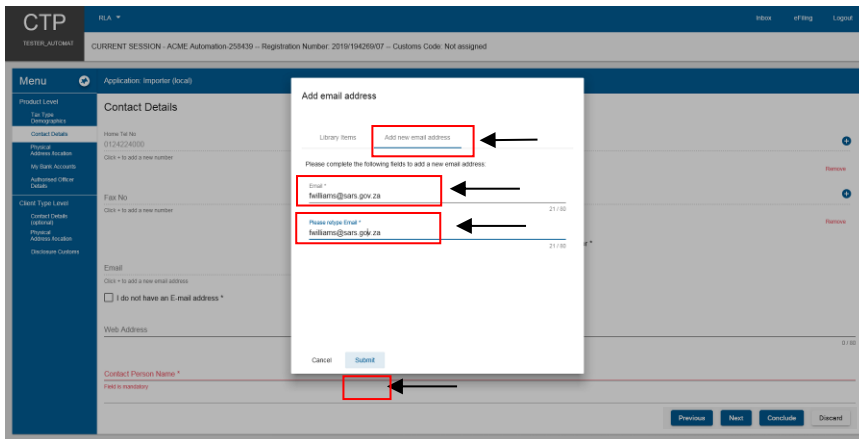 CTP
RLA
Inbox eFiling Logout
TESTER_AUTOMAT
CURRENT SESSION - ACME Automation-258439 -- Registration Number: 2019/194269/07 -- Customs Code: Not assigned
Menu
Application: Importer (local)
Product Level
Tax Type
Demographics
Contact Details
Physical
Address /location
My Bank Accounts
Authorised Officer
Details
Client Type Level
Contact Details
(optional)
Physical
Address /location
Disclosure Customs
Contact Details
Home Tel No
0124224000
Click + to add a new number
Remove
Fax No
Click + to add a new number
Remove
Email
Click + to add a new email address
I do not have an E-mail address *
Web Address
0 / 80
Contact Person Name *
Field is mandatory
Add email address
Library Items Add new email address
Please complete the following fields to add a new email address:
Email *
fwilliams@sars.gov.za
21 / 80
Please retype Email *
fwilliams@sars.gov.za
21 / 80
Cancel Submit
Previous Next Conclude Discard